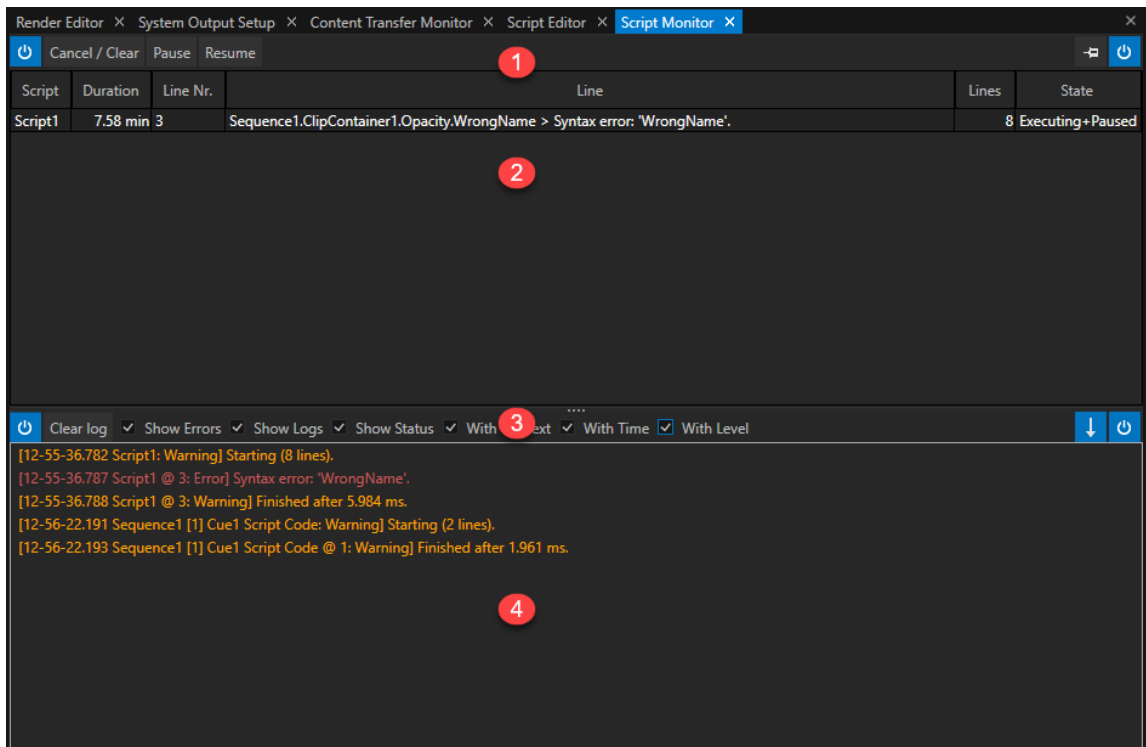 Render Editor × System Output Setup × Content Transfer Monitor × Script Editor × Script Monitor ×
Cancel / Clear Pause Resume
1
Script Duration Line Nr. Line Lines State
Script1 7.58 min 3 Sequence1.ClipContainer1.Opacity.WrongName > Syntax error: 'WrongName'. 8 Executing+Paused
2
Clear log Show Errors Show Logs Show Status With 3 ext With Time With Level
[12-55-36.782 Script1: Warning] Starting (8 lines).
[12-55-36.787 Script1 @ 3: Error] Syntax error: 'WrongName'.
[12-55-36.788 Script1 @ 3: Warning] Finished after 5.984 ms.
[12-56-22.191 Sequence1 [1] Cue1 Script Code: Warning] Starting (2 lines).
[12-56-22.193 Sequence1 [1] Cue1 Script Code @ 1: Warning] Finished after 1.961 ms.
4